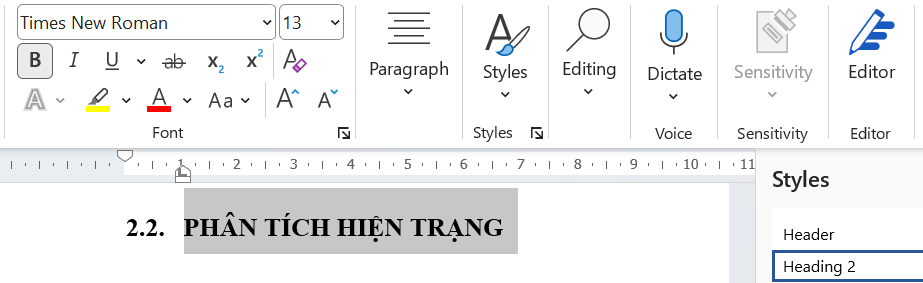 Times New Roman 13
B I U ab x₂ x²
A A Aa A A
Font
Paragraph
Styles
Styles
Editing
Dictate
Voice
Sensitivity
Sensitivity
Editor
Editor
1 2 3 4 5 6 7 8 9 10 11
2.2. PHÂN TÍCH HIỆN TRẠNG
Styles
Header
Heading 2